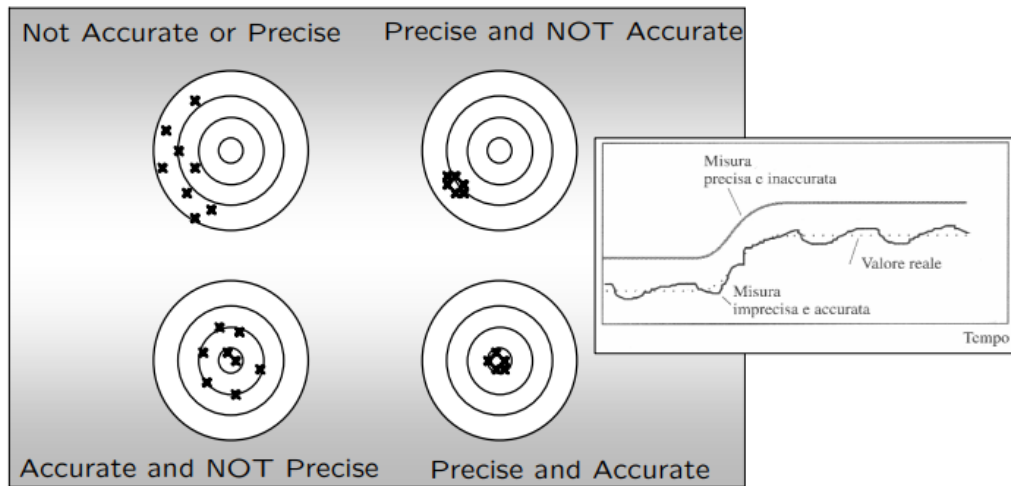 Not Accurate or Precise
Precise and NOT Accurate
Misura
precisa e inaccurata
Valore reale
Misura
imprecisa e accurata
Tempo
Accurate and NOT Precise
Precise and Accurate